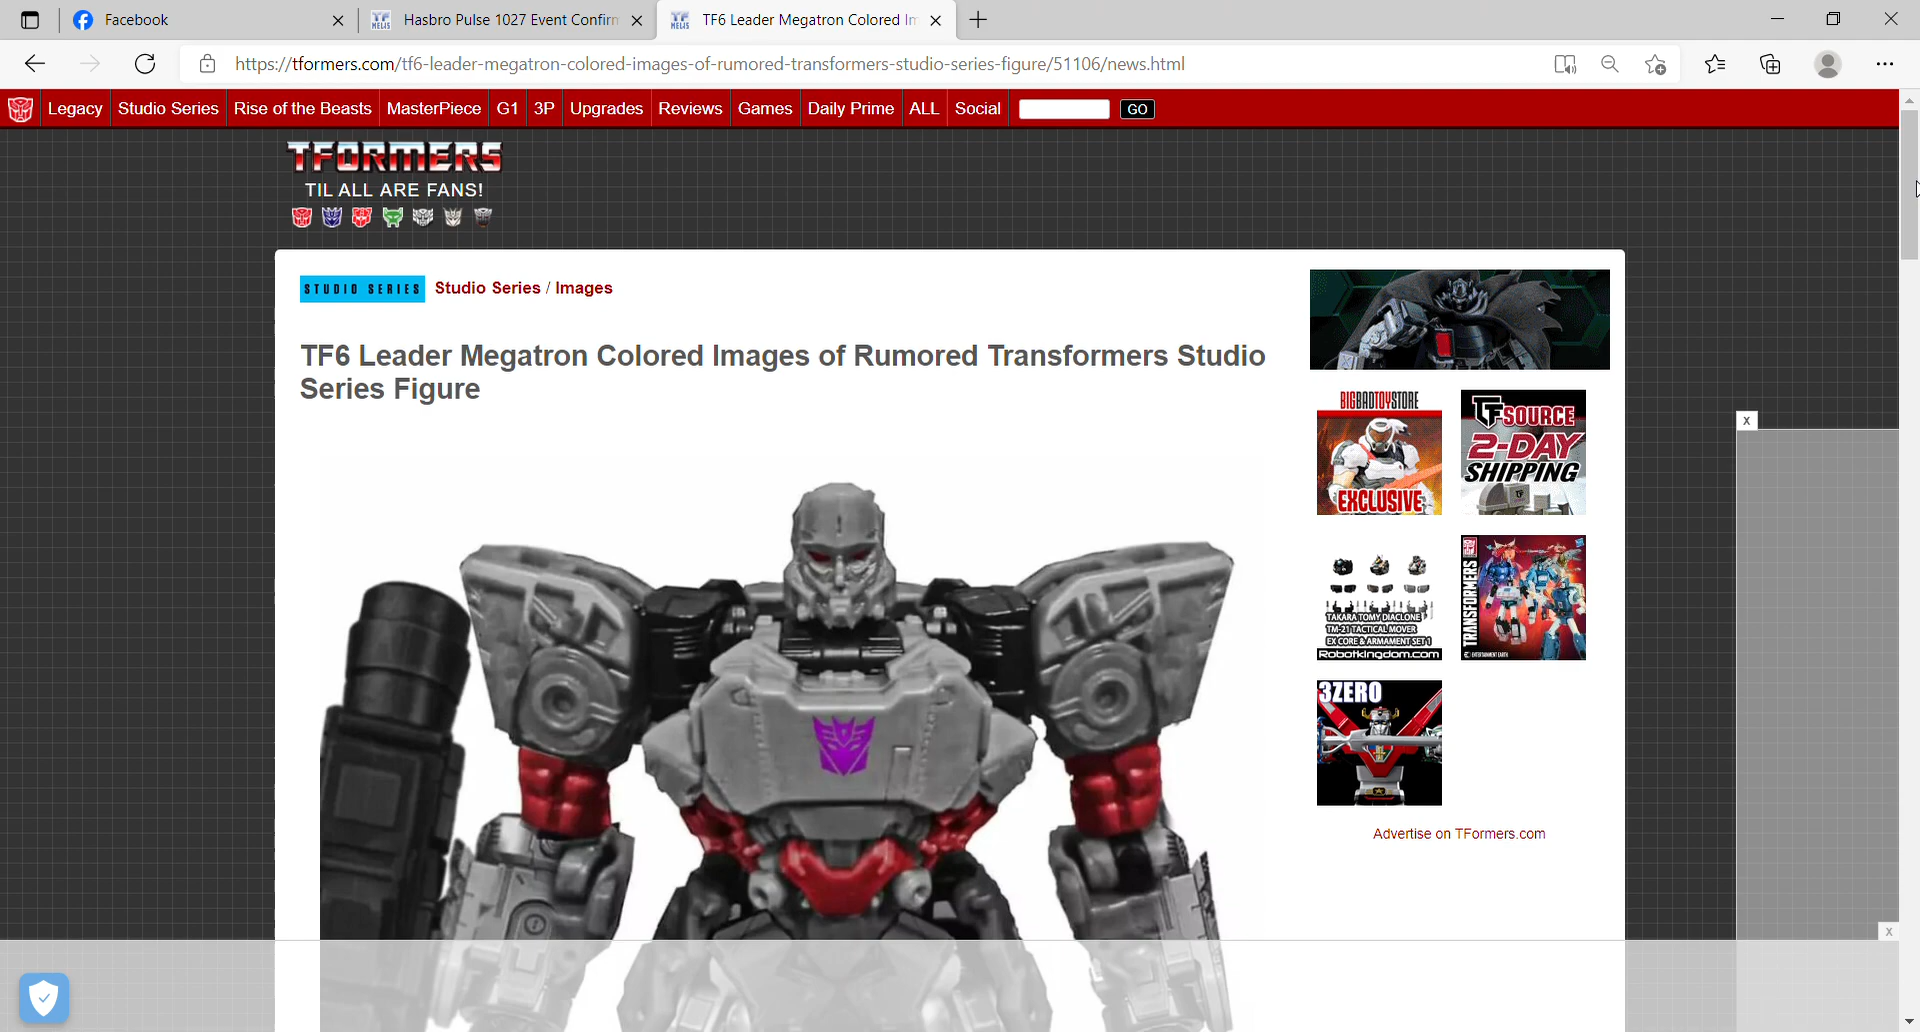 Facebook
Hasbro Pulse 1027 Event Confirm
TF6 Leader Megatron Colored Im
https://tformers.com/tf6-leader-megatron-colored-images-of-rumored-transformers-studio-series-figure/51106/news.html
Legacy Studio Series Rise of the Beasts MasterPiece G1 3P Upgrades Reviews Games Daily Prime ALL Social GO
TFORMERS
TIL ALL ARE FANS!
STUDIO SERIES Studio Series / Images
TF6 Leader Megatron Colored Images of Rumored Transformers Studio
Series Figure
BIGBADTOYSTORE
EXCLUSIVE
TFSOURCE
2-DAY
SHIPPING
TAKARA TOMY DIACLONE
TM-21 TACTICAL MOVER
EX CORE & ARMAMENT SET 1
Robotkingdom.com
TRANSFORMERS
ENTERTAINMENT EARTH
3ZERO
Advertise on TFormers.com
X
X